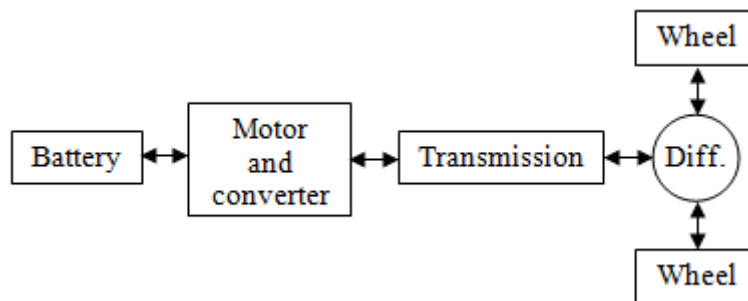 Wheel
Battery
Motor
and
converter
Transmission
Diff.
Wheel